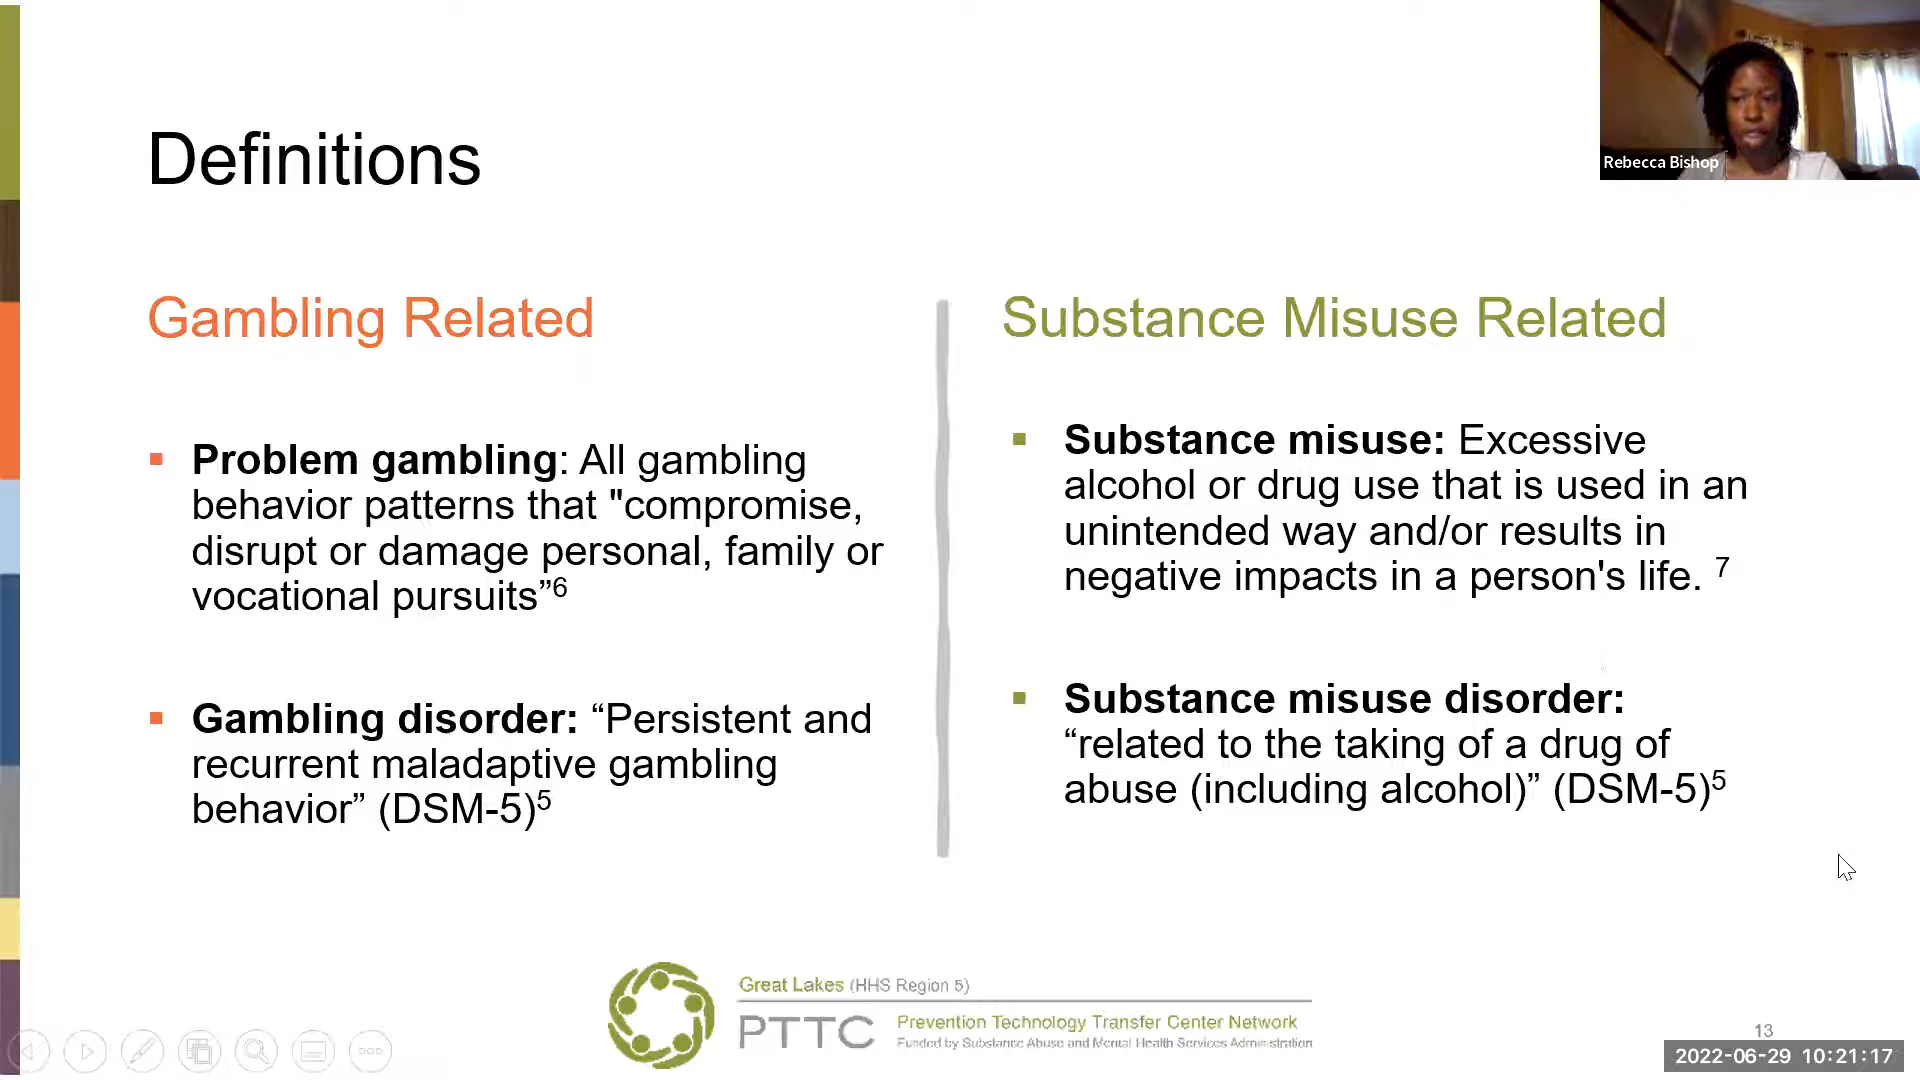 Rebecca Bishop
Definitions
Gambling Related
▪ Problem gambling: All gambling
behavior patterns that "compromise,
disrupt or damage personal, family or
vocational pursuits”6
▪ Gambling disorder: “Persistent and
recurrent maladaptive gambling
behavior” (DSM-5)5
Substance Misuse Related
▪ Substance misuse: Excessive
alcohol or drug use that is used in an
unintended way and/or results in
negative impacts in a person's life. 7
▪ Substance misuse disorder:
“related to the taking of a drug of
abuse (including alcohol)” (DSM-5)5
Great Lakes (HHS Region 5)
PTTC
Prevention Technology Transfer Center Network
Funded by Substance Abuse and Mental Health Services Administration
13
2022-06-29 10:21:17